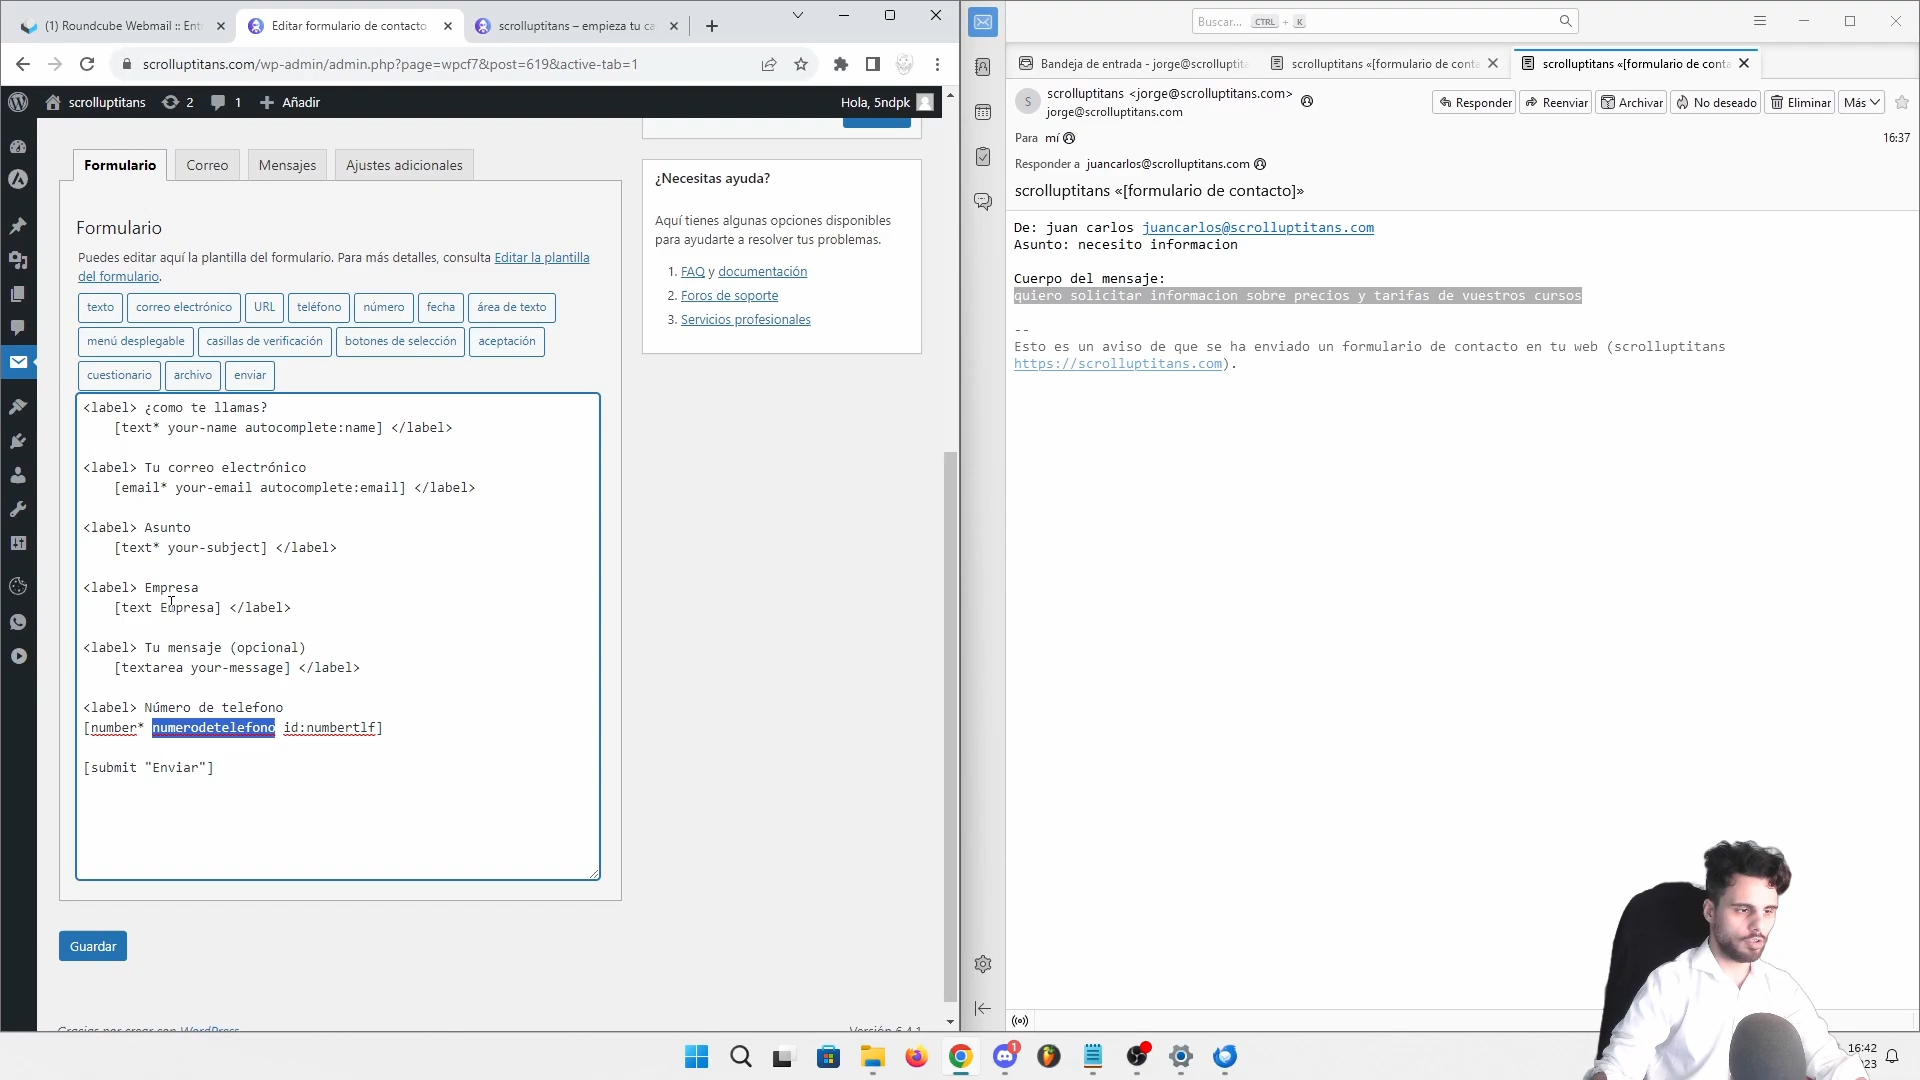 (1) Roundcube Webmail :: Ent
Editar formulario de contacto
scrolluptitans – empieza tu ca
scrolluptitans.com/wp-admin/admin.php?page=wpcf7&post=619&active-tab=1
scrolluptitans
2
1
Añadir
Hola, 5ndpk
Formulario
Correo
Mensajes
Ajustes adicionales
Formulario
Puedes editar aquí la plantilla del formulario. Para más detalles, consulta Editar la plantilla
del formulario.
texto
correo electrónico
URL
teléfono
número
fecha
área de texto
menú desplegable
casillas de verificación
botones de selección
aceptación
cuestionario
archivo
enviar
<label> ¿como te llamas?
[text* your-name autocomplete:name] </label>
<label> Tu correo electrónico
[email* your-email autocomplete:email] </label>
<label> Asunto
[text* your-subject] </label>
<label> Empresa
[text Empresa] </label>
<label> Tu mensaje (opcional)
[textarea your-message] </label>
<label> Número de telefono
[number* numerodetelefono id:numbertlf]
[submit "Enviar"]
Guardar
Gracias por crear con WordPress
Versión 6.4.1
¿Necesitas ayuda?
Aquí tienes algunas opciones disponibles
para ayudarte a resolver tus problemas.
1. FAQ y documentación
2. Foros de soporte
3. Servicios profesionales
Buscar... CTRL + K
Bandeja de entrada - jorge@scrolluptita
scrolluptitans «[formulario de conta
scrolluptitans «[formulario de conta
S
scrolluptitans <jorge@scrolluptitans.com>
jorge@scrolluptitans.com
Responder
Reenviar
Archivar
No deseado
Eliminar
Más
Para mí
16:37
Responder a juancarlos@scrolluptitans.com
scrolluptitans «[formulario de contacto]»
De: juan carlos juancarlos@scrolluptitans.com
Asunto: necesito informacion
Cuerpo del mensaje:
quiero solicitar informacion sobre precios y tarifas de vuestros cursos
--
Esto es un aviso de que se ha enviado un formulario de contacto en tu web (scrolluptitans
https://scrolluptitans.com).
1
16:42
23